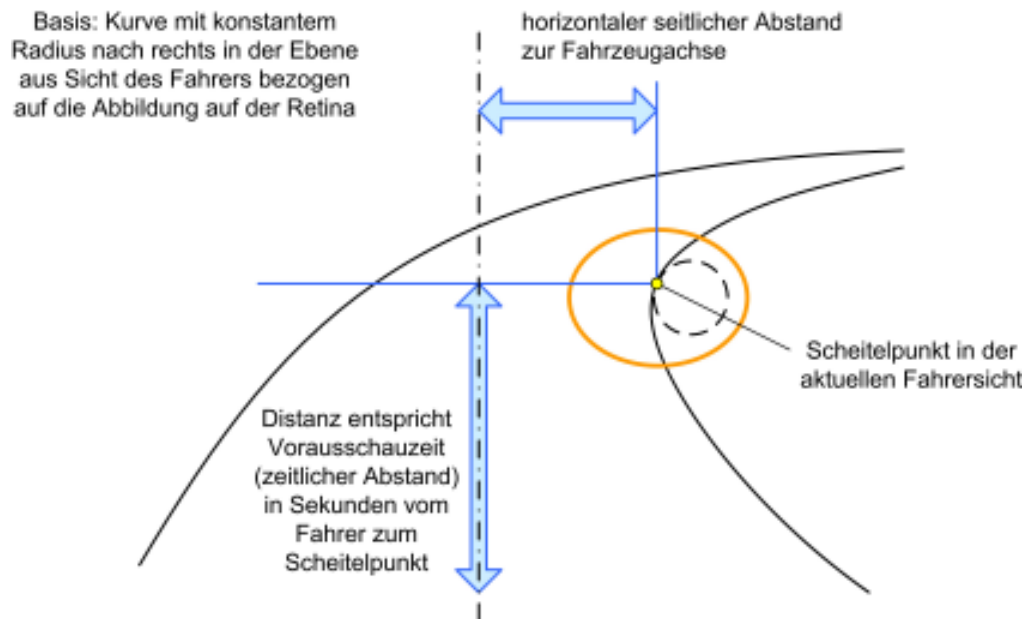 Basis: Kurve mit konstantem
Radius nach rechts in der Ebene
aus Sicht des Fahrers bezogen
auf die Abbildung auf der Retina
horizontaler seitlicher Abstand
zur Fahrzeugachse
Scheitelpunkt in der
aktuellen Fahrersicht
Distanz entspricht
Vorausschauzeit
(zeitlicher Abstand)
in Sekunden vom
Fahrer zum
Scheitelpunkt